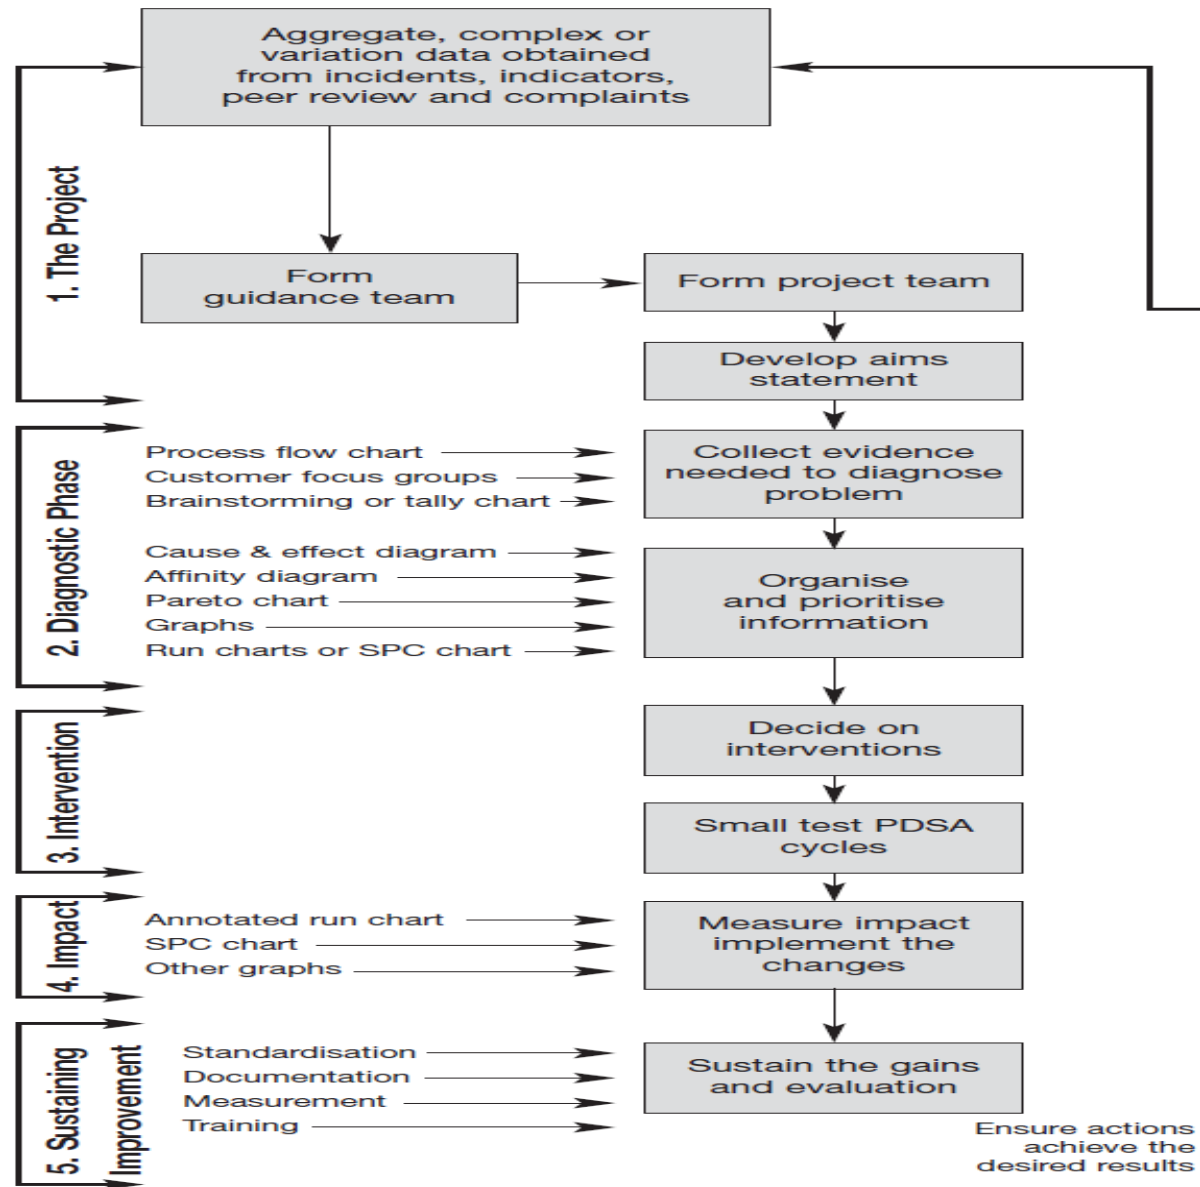 Aggregate, complex or
variation data obtained
from incidents, indicators,
peer review and complaints
1. The Project
Form
guidance team
Form project team
Develop aims
statement
2. Diagnostic Phase
Process flow chart
Customer focus groups
Brainstorming or tally chart
Collect evidence
needed to diagnose
problem
Cause & effect diagram
Affinity diagram
Pareto chart
Graphs
Run charts or SPC chart
Organise
and prioritise
information
3. Intervention
Decide on
interventions
Small test PDSA
cycles
4. Impact
Annotated run chart
SPC chart
Other graphs
Measure impact
implement the
changes
5. Sustaining
Improvement
Standardisation
Documentation
Measurement
Training
Sustain the gains
and evaluation
Ensure actions
achieve the
desired results